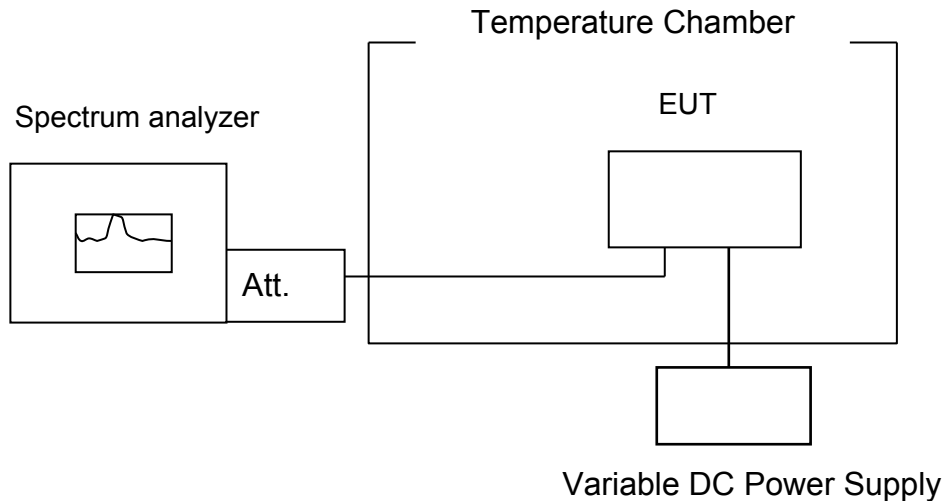 Temperature Chamber
EUT
Spectrum analyzer
Att.
Variable DC Power Supply